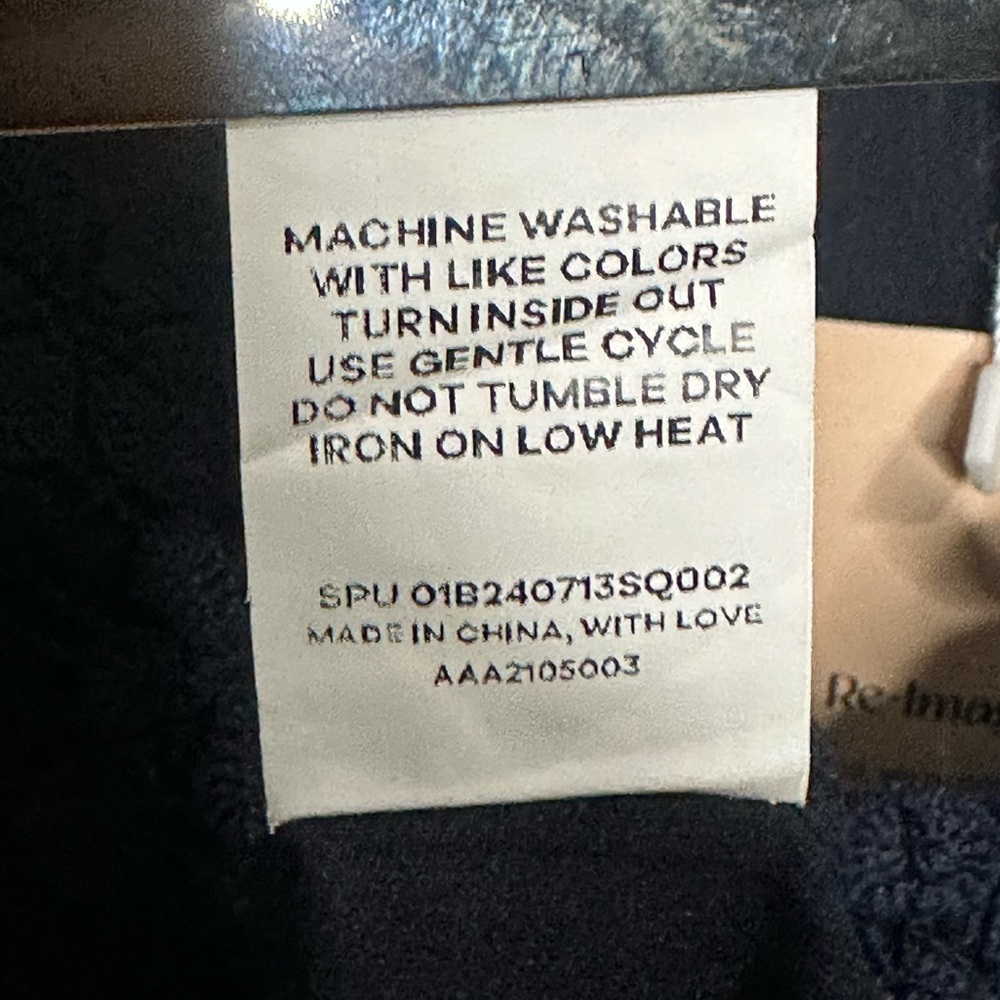 MACHINE WASHABLE
WITH LIKE COLORS
TURN INSIDE OUT
USE GENTLE CYCLE
DO NOT TUMBLE DRY
IRON ON LOW HEAT
SPU 01B240713SQ002
MADE IN CHINA, WITH LOVE
AAA2105003